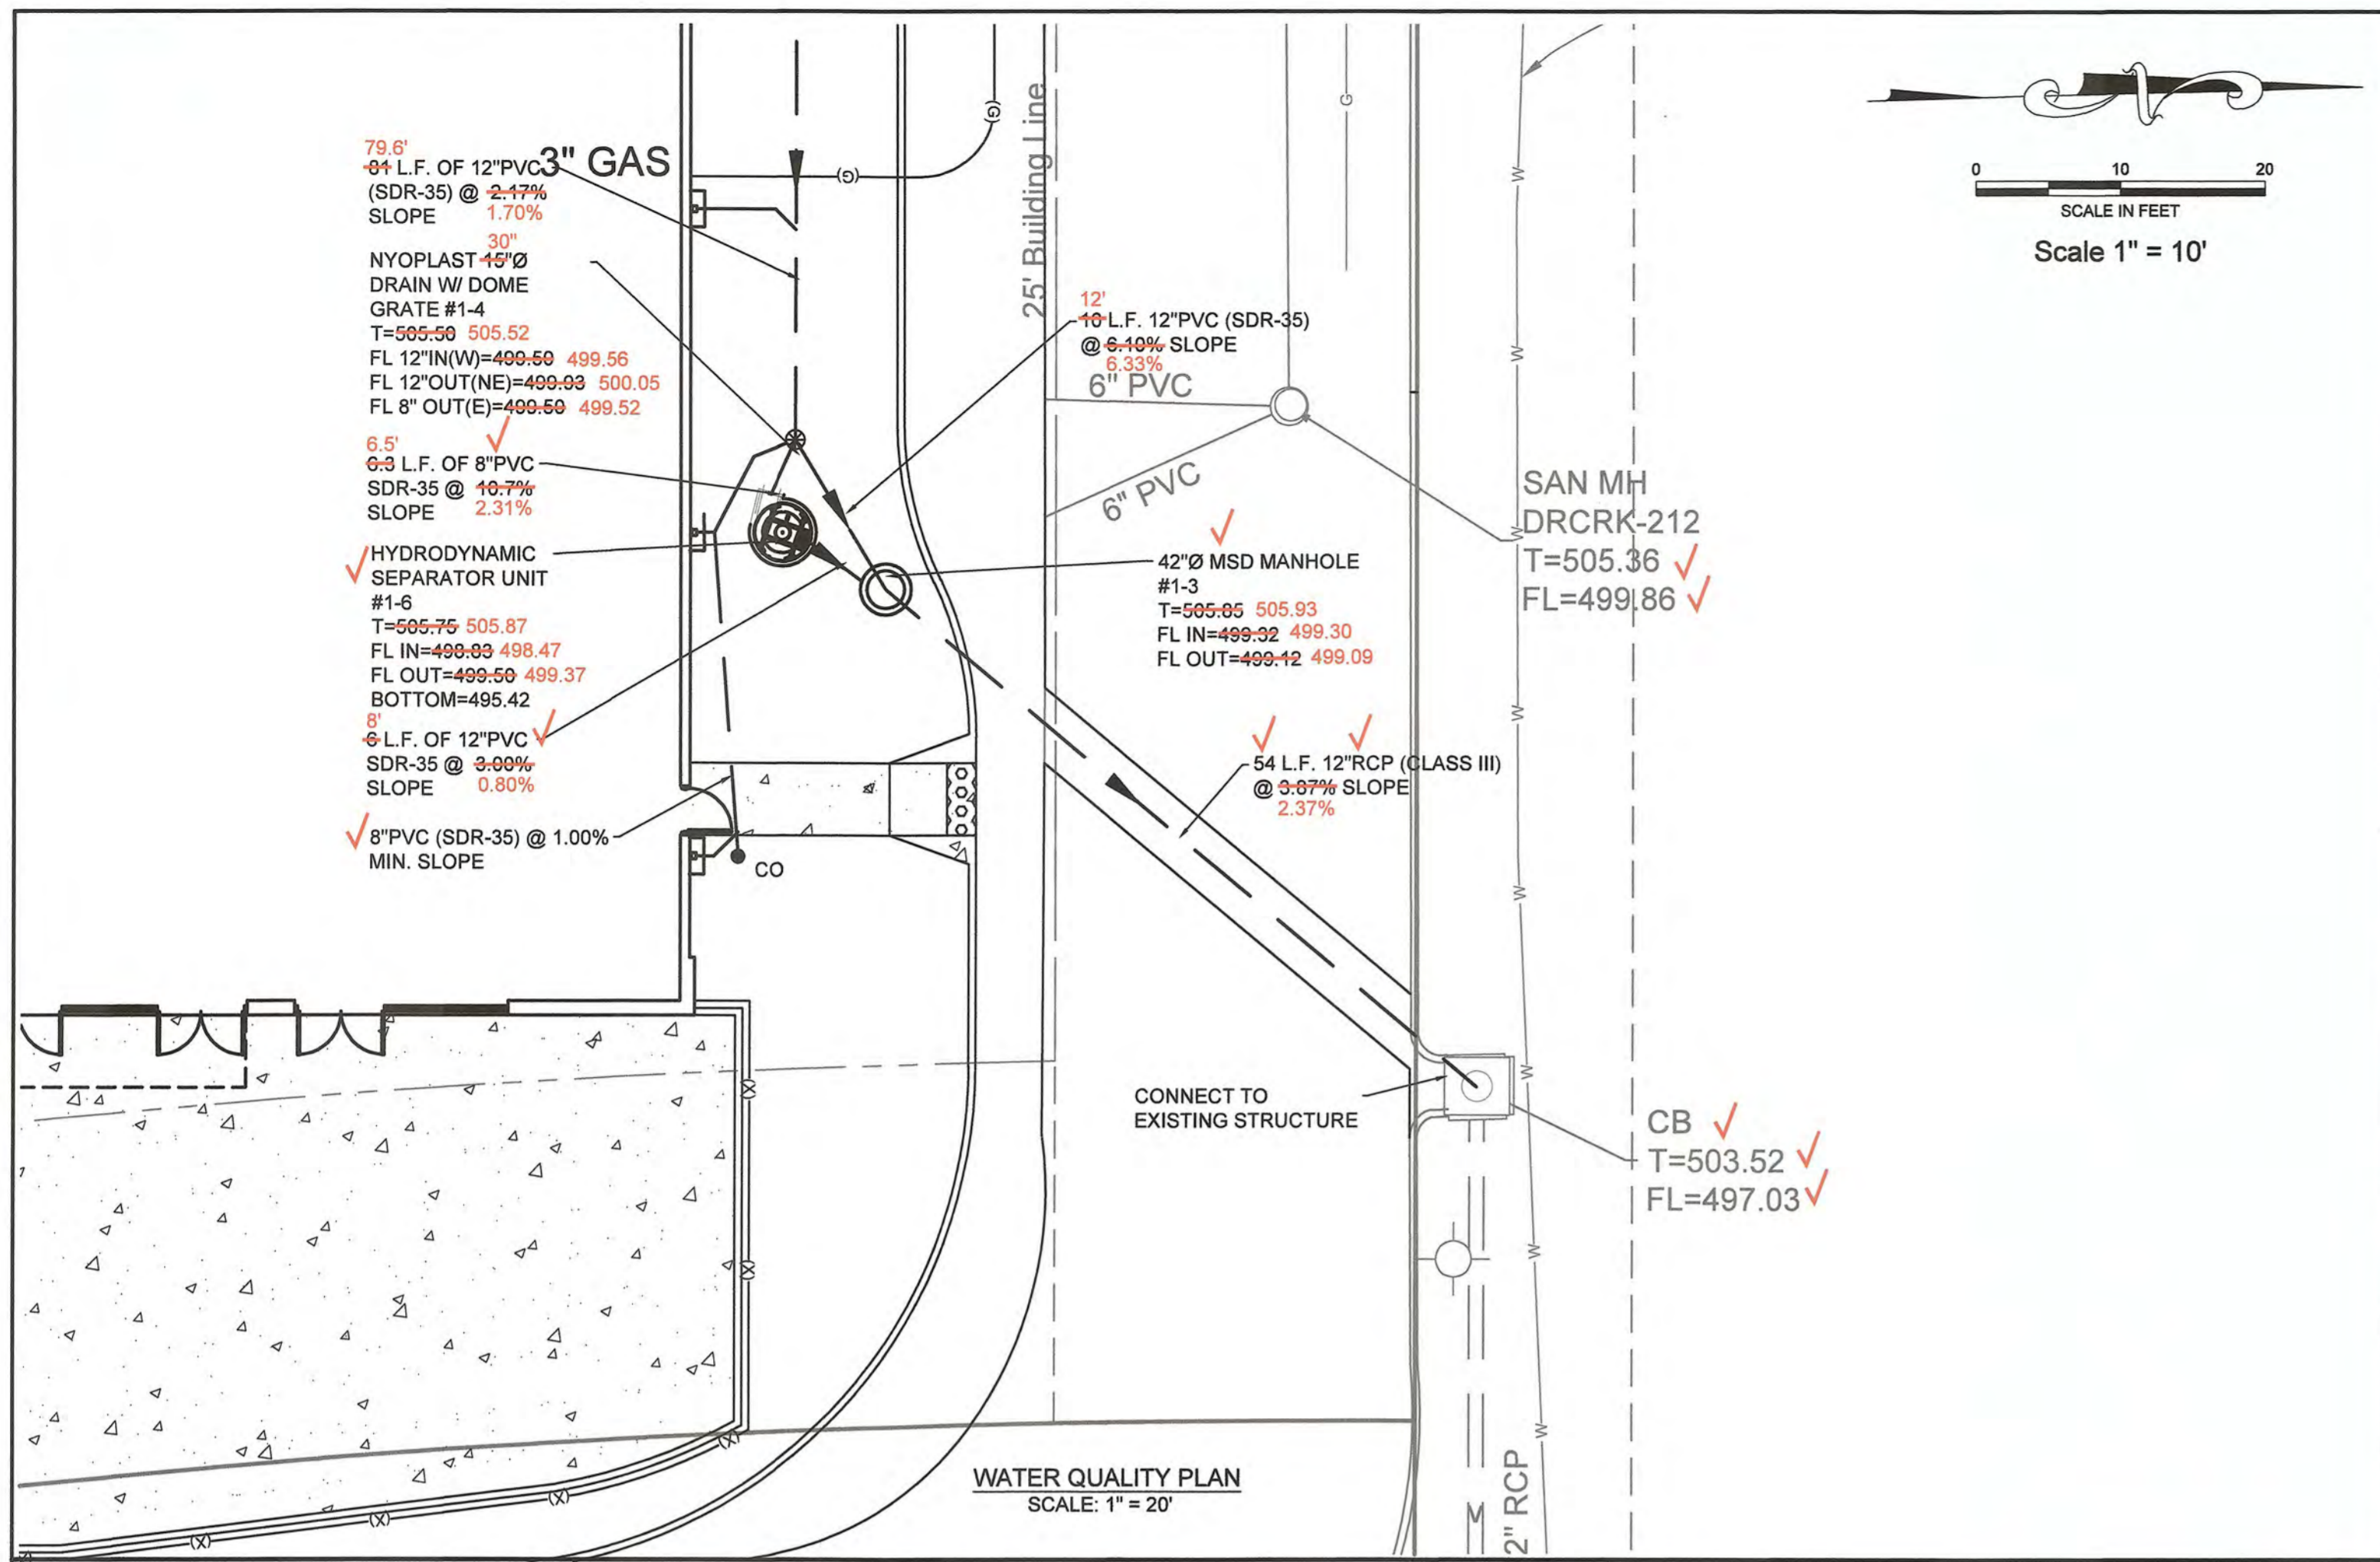 79.6'
81 L.F. OF 12"PVC
(SDR-35) @ 2.17%
SLOPE 1.70%
3" GAS
30"
NYOPLAST 15"Ø
DRAIN W/ DOME
GRATE #1-4
T=505.50 505.52
FL 12"IN(W)=499.50 499.56
FL 12"OUT(NE)=499.93 500.05
FL 8" OUT(E)=499.50 499.52
6.5'
6.3 L.F. OF 8"PVC
SDR-35 @ 10.7%
SLOPE 2.31%
HYDRODYNAMIC
SEPARATOR UNIT
#1-6
T=505.75 505.87
FL IN=498.83 498.47
FL OUT=499.50 499.37
BOTTOM=495.42
8'
6 L.F. OF 12"PVC
SDR-35 @ 3.00%
SLOPE 0.80%
8"PVC (SDR-35) @ 1.00%
MIN. SLOPE
CO
(G)
(G)
25' Building Line
G
12'
10 L.F. 12"PVC (SDR-35)
@ 6.10% SLOPE
6.33%
6" PVC
6" PVC
42"Ø MSD MANHOLE
#1-3
T=505.85 505.93
FL IN=499.32 499.30
FL OUT=499.12 499.09
54 L.F. 12"RCP (CLASS III)
@ 3.87% SLOPE
2.37%
SAN MH
DRCRK-212
T=505.36
FL=499.86
W
W
W
W
W
W
W
W
W
CONNECT TO
EXISTING STRUCTURE
CB
T=503.52
FL=497.03
2" RCP
(X)
(X)
(X)
(X)
(X)
(X)
0 10 20
SCALE IN FEET
Scale 1" = 10'
WATER QUALITY PLAN
SCALE: 1" = 20'